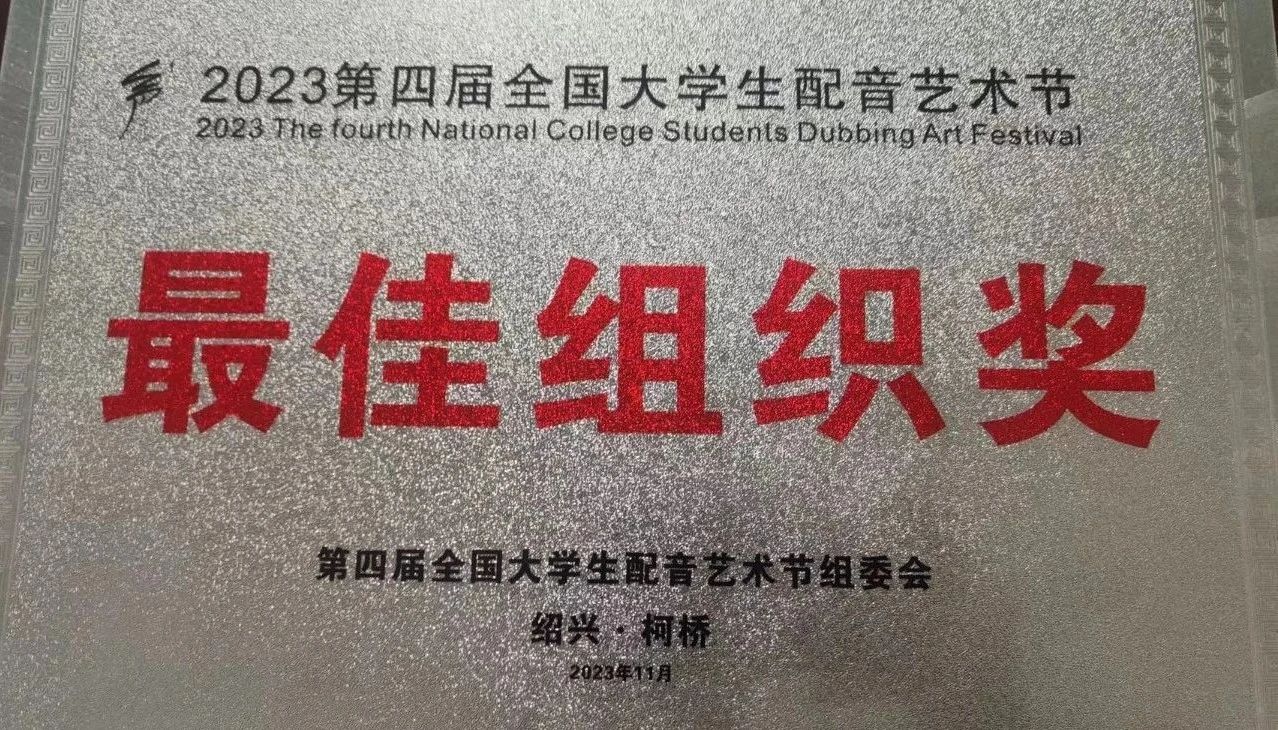 2023第四届全国大学生配音艺术节
2023 The fourth National College Students Dubbing Art Festival
最佳组织奖
第四届全国大学生配音艺术节组委会
绍兴·柯桥
2023年11月